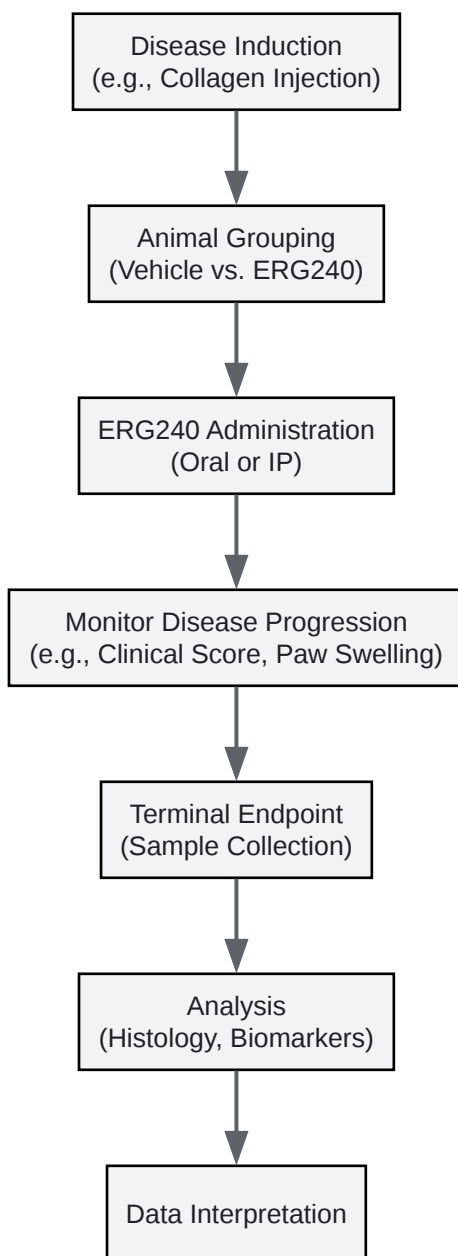 Disease Induction
(e.g., Collagen Injection)
Animal Grouping
(Vehicle vs. ERG240)
ERG240 Administration
(Oral or IP)
Monitor Disease Progression
(e.g., Clinical Score, Paw Swelling)
Terminal Endpoint
(Sample Collection)
Analysis
(Histology, Biomarkers)
Data Interpretation